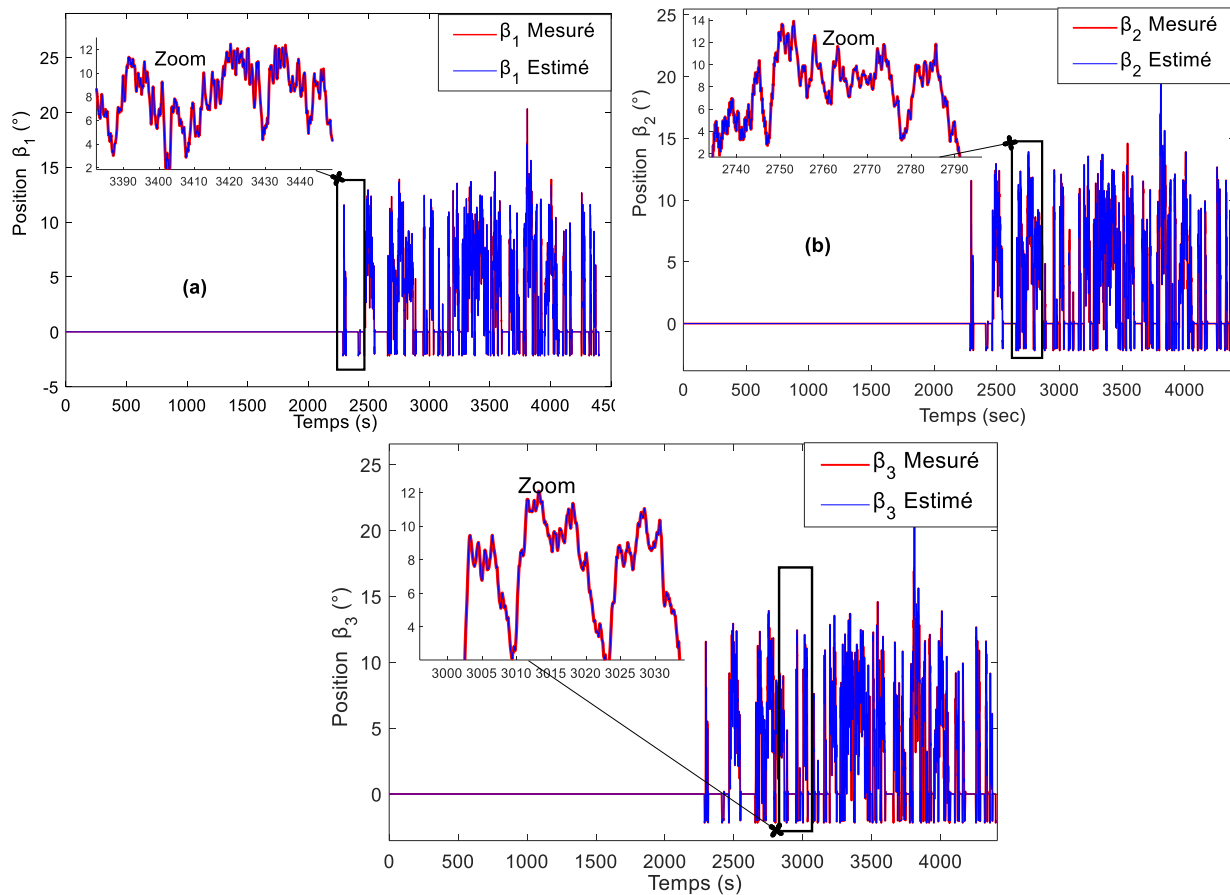 β1 Mesuré
β1 Estimé
Zoom
12
10
8
6
4
2
3390 3400 3410 3420 3430 3440
25
20
15
10
5
0
-5
Position β1 (°)
(a)
0 500 1000 1500 2000 2500 3000 3500 4000 450
Temps (s)
β2 Mesuré
β2 Estimé
Zoom
14
12
10
8
6
4
2
2740 2750 2760 2770 2780 2790
25
20
15
10
5
0
Position β2 (°)
(b)
0 500 1000 1500 2000 2500 3000 3500 4000
Temps (sec)
β3 Mesuré
β3 Estimé
Zoom
12
10
8
6
4
3000 3005 3010 3015 3020 3025 3030
25
20
15
10
5
0
Position β3 (°)
0 500 1000 1500 2000 2500 3000 3500 4000
Temps (s)